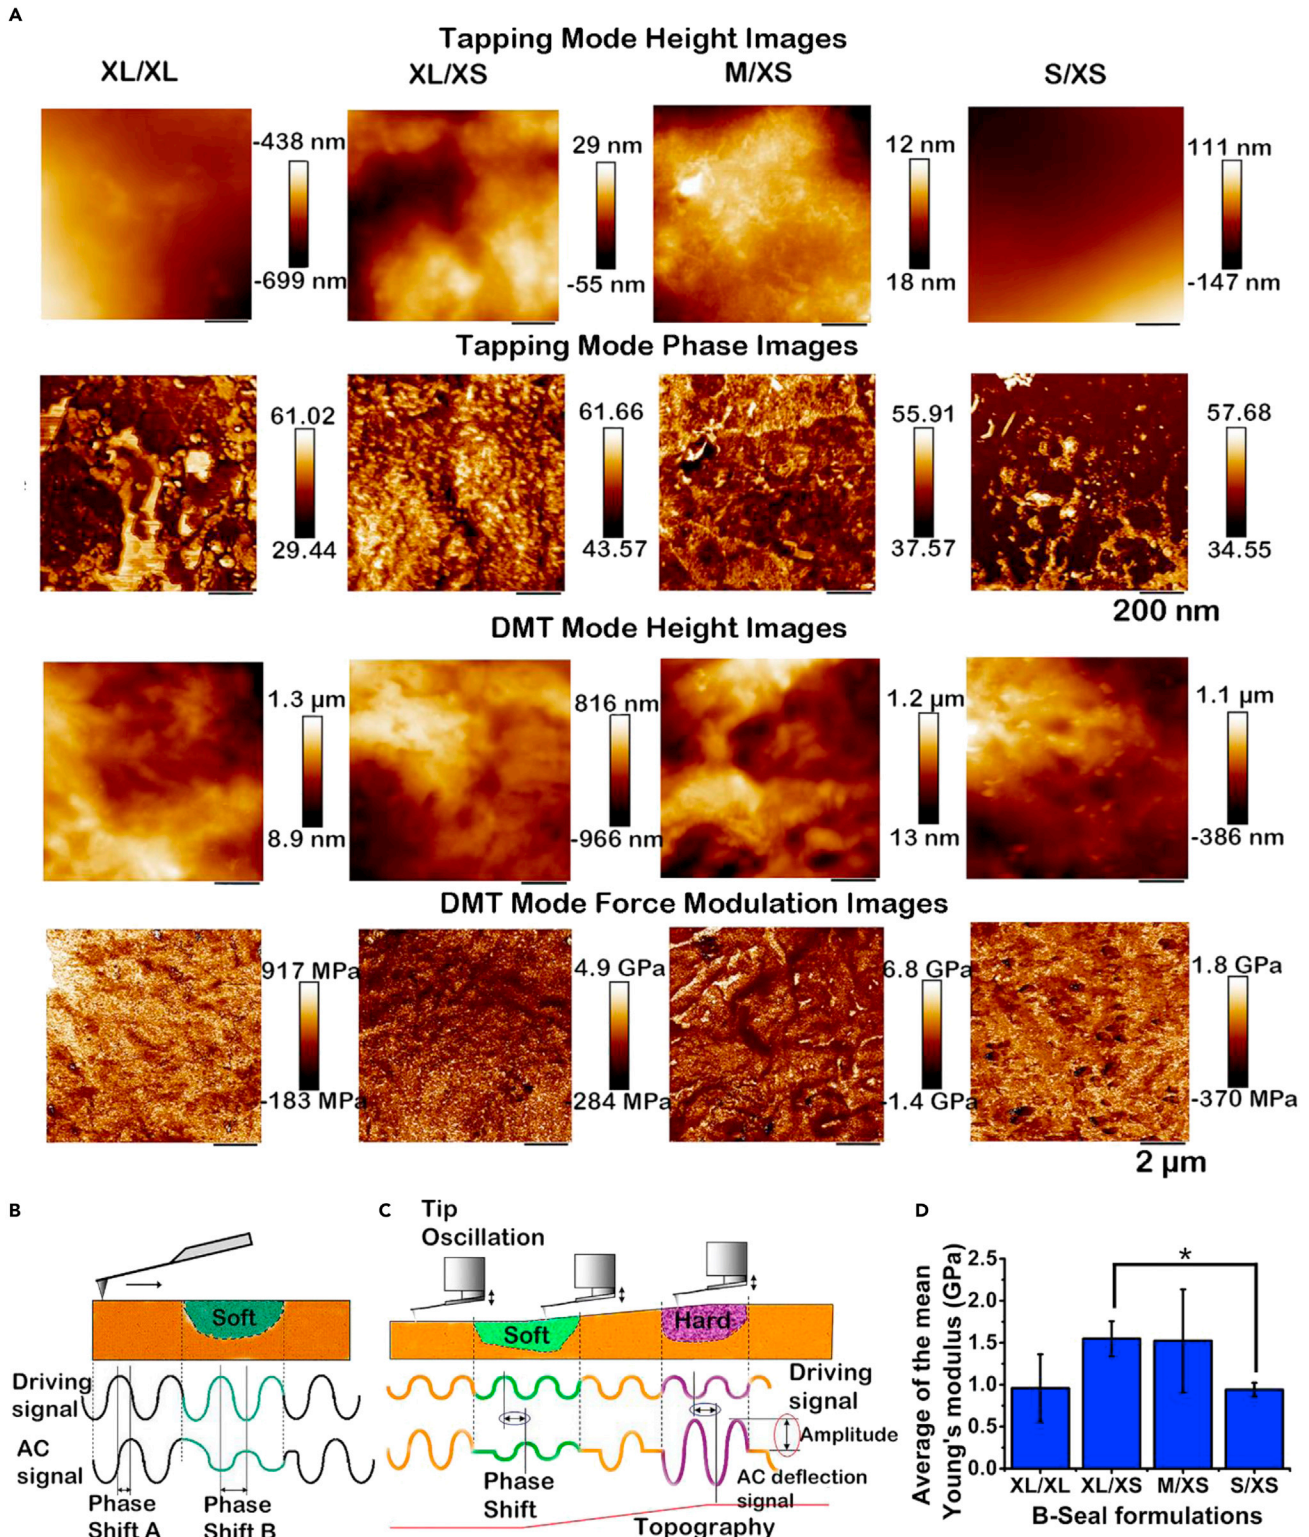 A
Tapping Mode Height Images
XL/XL XL/XS M/XS S/XS
-438 nm 29 nm 12 nm 111 nm
-699 nm -55 nm 18 nm -147 nm
Tapping Mode Phase Images
61.02 61.66 55.91 57.68
29.44 43.57 37.57 34.55
200 nm
DMT Mode Height Images
1.3 µm 816 nm 1.2 µm 1.1 µm
8.9 nm -966 nm 13 nm -386 nm
DMT Mode Force Modulation Images
917 MPa 4.9 GPa 6.8 GPa 1.8 GPa
-183 MPa -284 MPa -1.4 GPa -370 MPa
2 µm
B
Soft
Driving
signal
AC
signal
Phase
Shift A
Phase
Shift B
C
Tip
Oscillation
Soft
Hard
Driving
signal
Amplitude
Phase
Shift
AC deflection
signal
Topography
D
Average of the mean
Young's modulus (GPa)
2.5
2.0
1.5
1.0
0.5
0.0
*
XL/XL XL/XS M/XS S/XS
B-Seal formulations